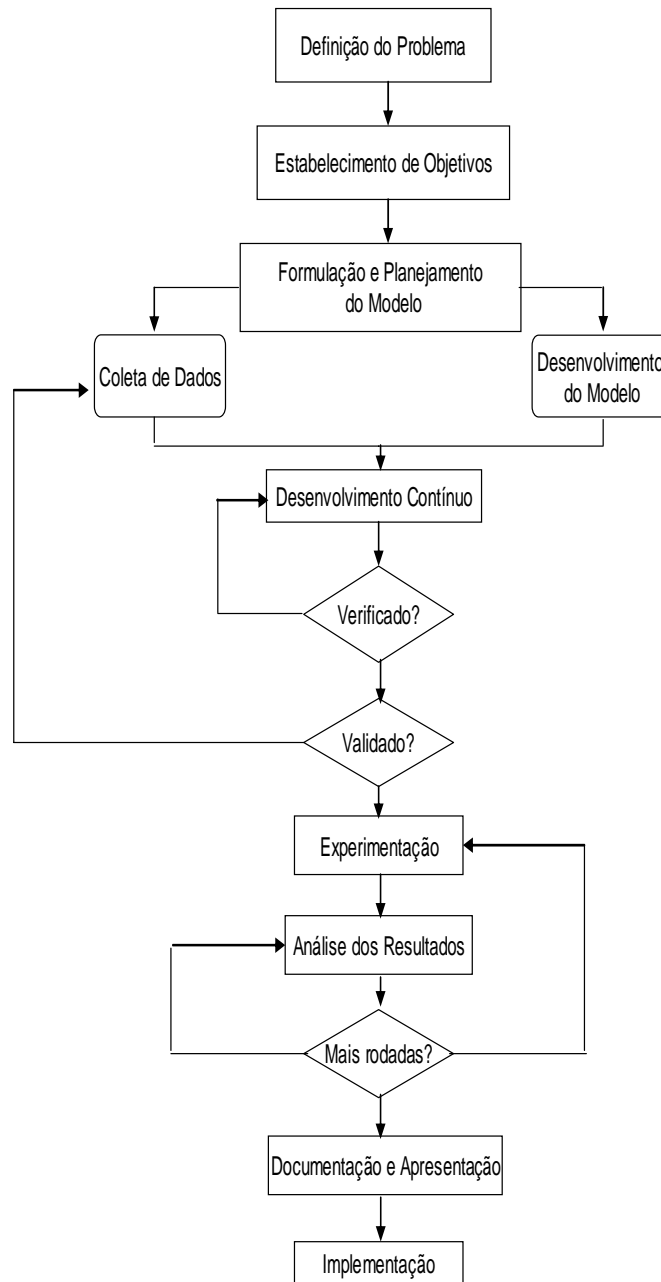 Definição do Problema
Estabelecimento de Objetivos
Formulação e Planejamento
do Modelo
Coleta de Dados
Desenvolvimento
do Modelo
Desenvolvimento Contínuo
Verificado?
Validado?
Experimentação
Análise dos Resultados
Mais rodadas?
Documentação e Apresentação
Implementação